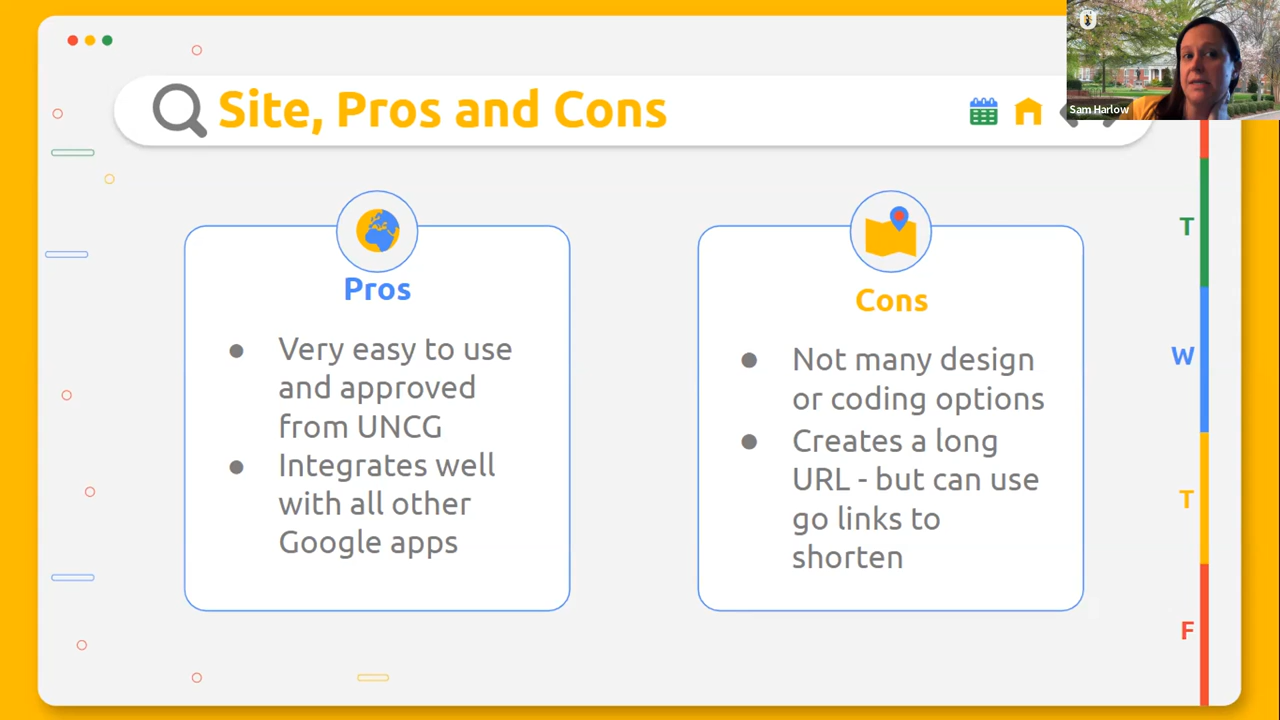 Site, Pros and Cons
Sam Harlow
Pros
● Very easy to use
and approved
from UNCG
● Integrates well
with all other
Google apps
Cons
● Not many design
or coding options
● Creates a long
URL - but can use
go links to
shorten
T
W
T
F